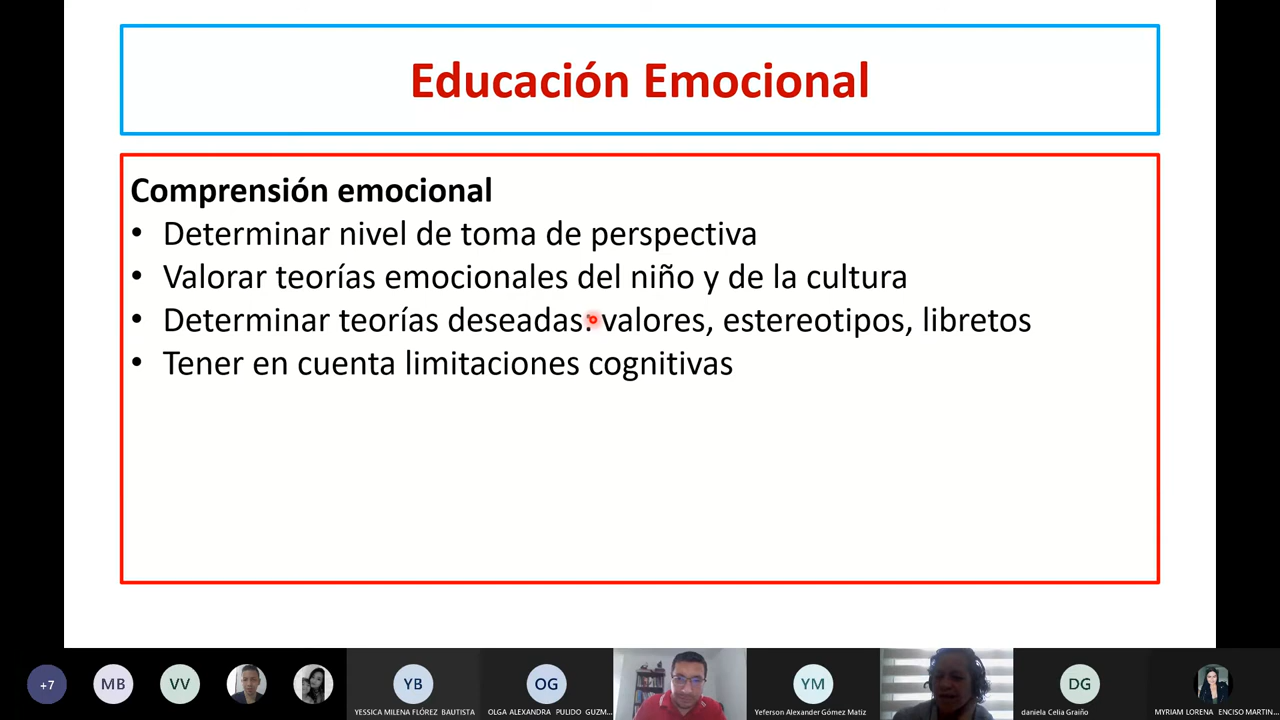 Educación Emocional
Comprensión emocional
• Determinar nivel de toma de perspectiva
• Valorar teorías emocionales del niño y de la cultura
• Determinar teorías deseadas: valores, estereotipos, libretos
• Tener en cuenta limitaciones cognitivas
+7
MB
VV
YB
OG
YM
DG
YESSICA MILENA FLÓREZ BAUTISTA
OLGA ALEXANDRA PULIDO GUZM...
Yeferson Alexander Gómez Matiz
daniela Celia Graiño
MYRIAM LORENA ENCISO MARTIN...